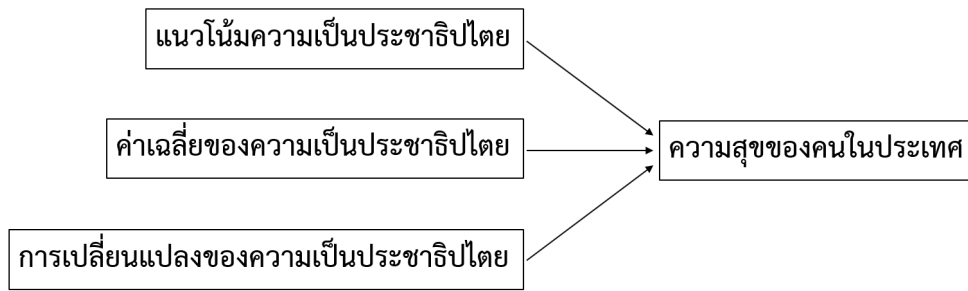 แนวโน้มความเป็นประชาธิปไตย
ค่าเฉลี่ยของความเป็นประชาธิปไตย
ความสุขของคนในประเทศ
การเปลี่ยนแปลงของความเป็นประชาธิปไตย